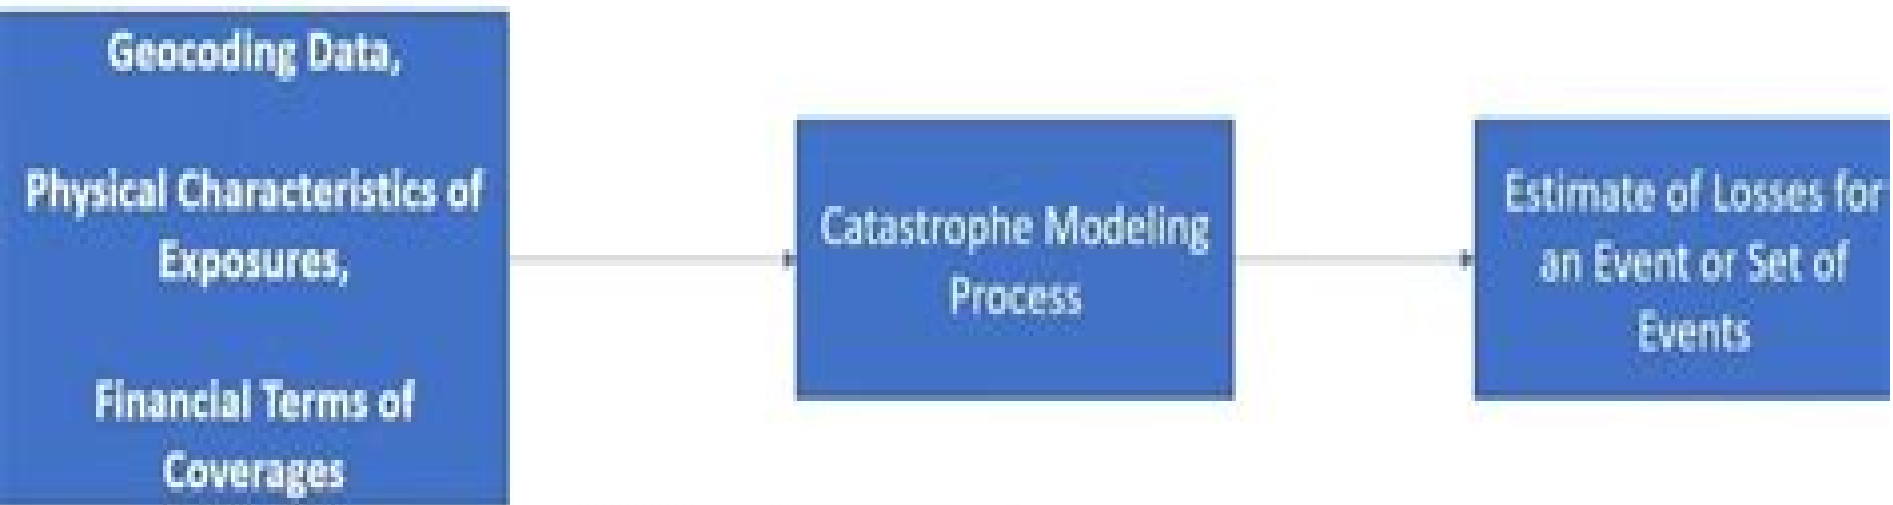 Geocoding Data,
Physical Characteristics of
Exposures,
Financial Terms of
Coverages
Catastrophe Modeling
Process
Estimate of Losses for
an Event or Set of
Events